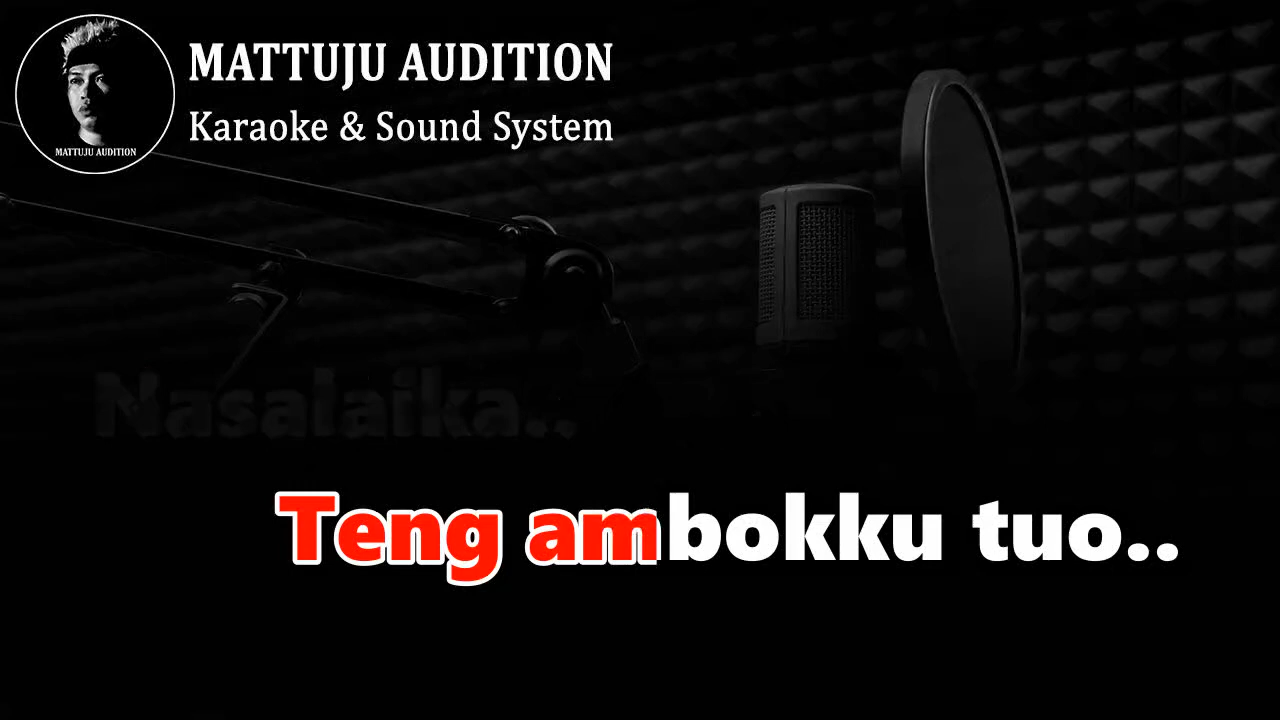 MATTUJU AUDITION
Karaoke & Sound System
MATTUJU AUDITION
Nasalaika..
Teng ambokku tuo..